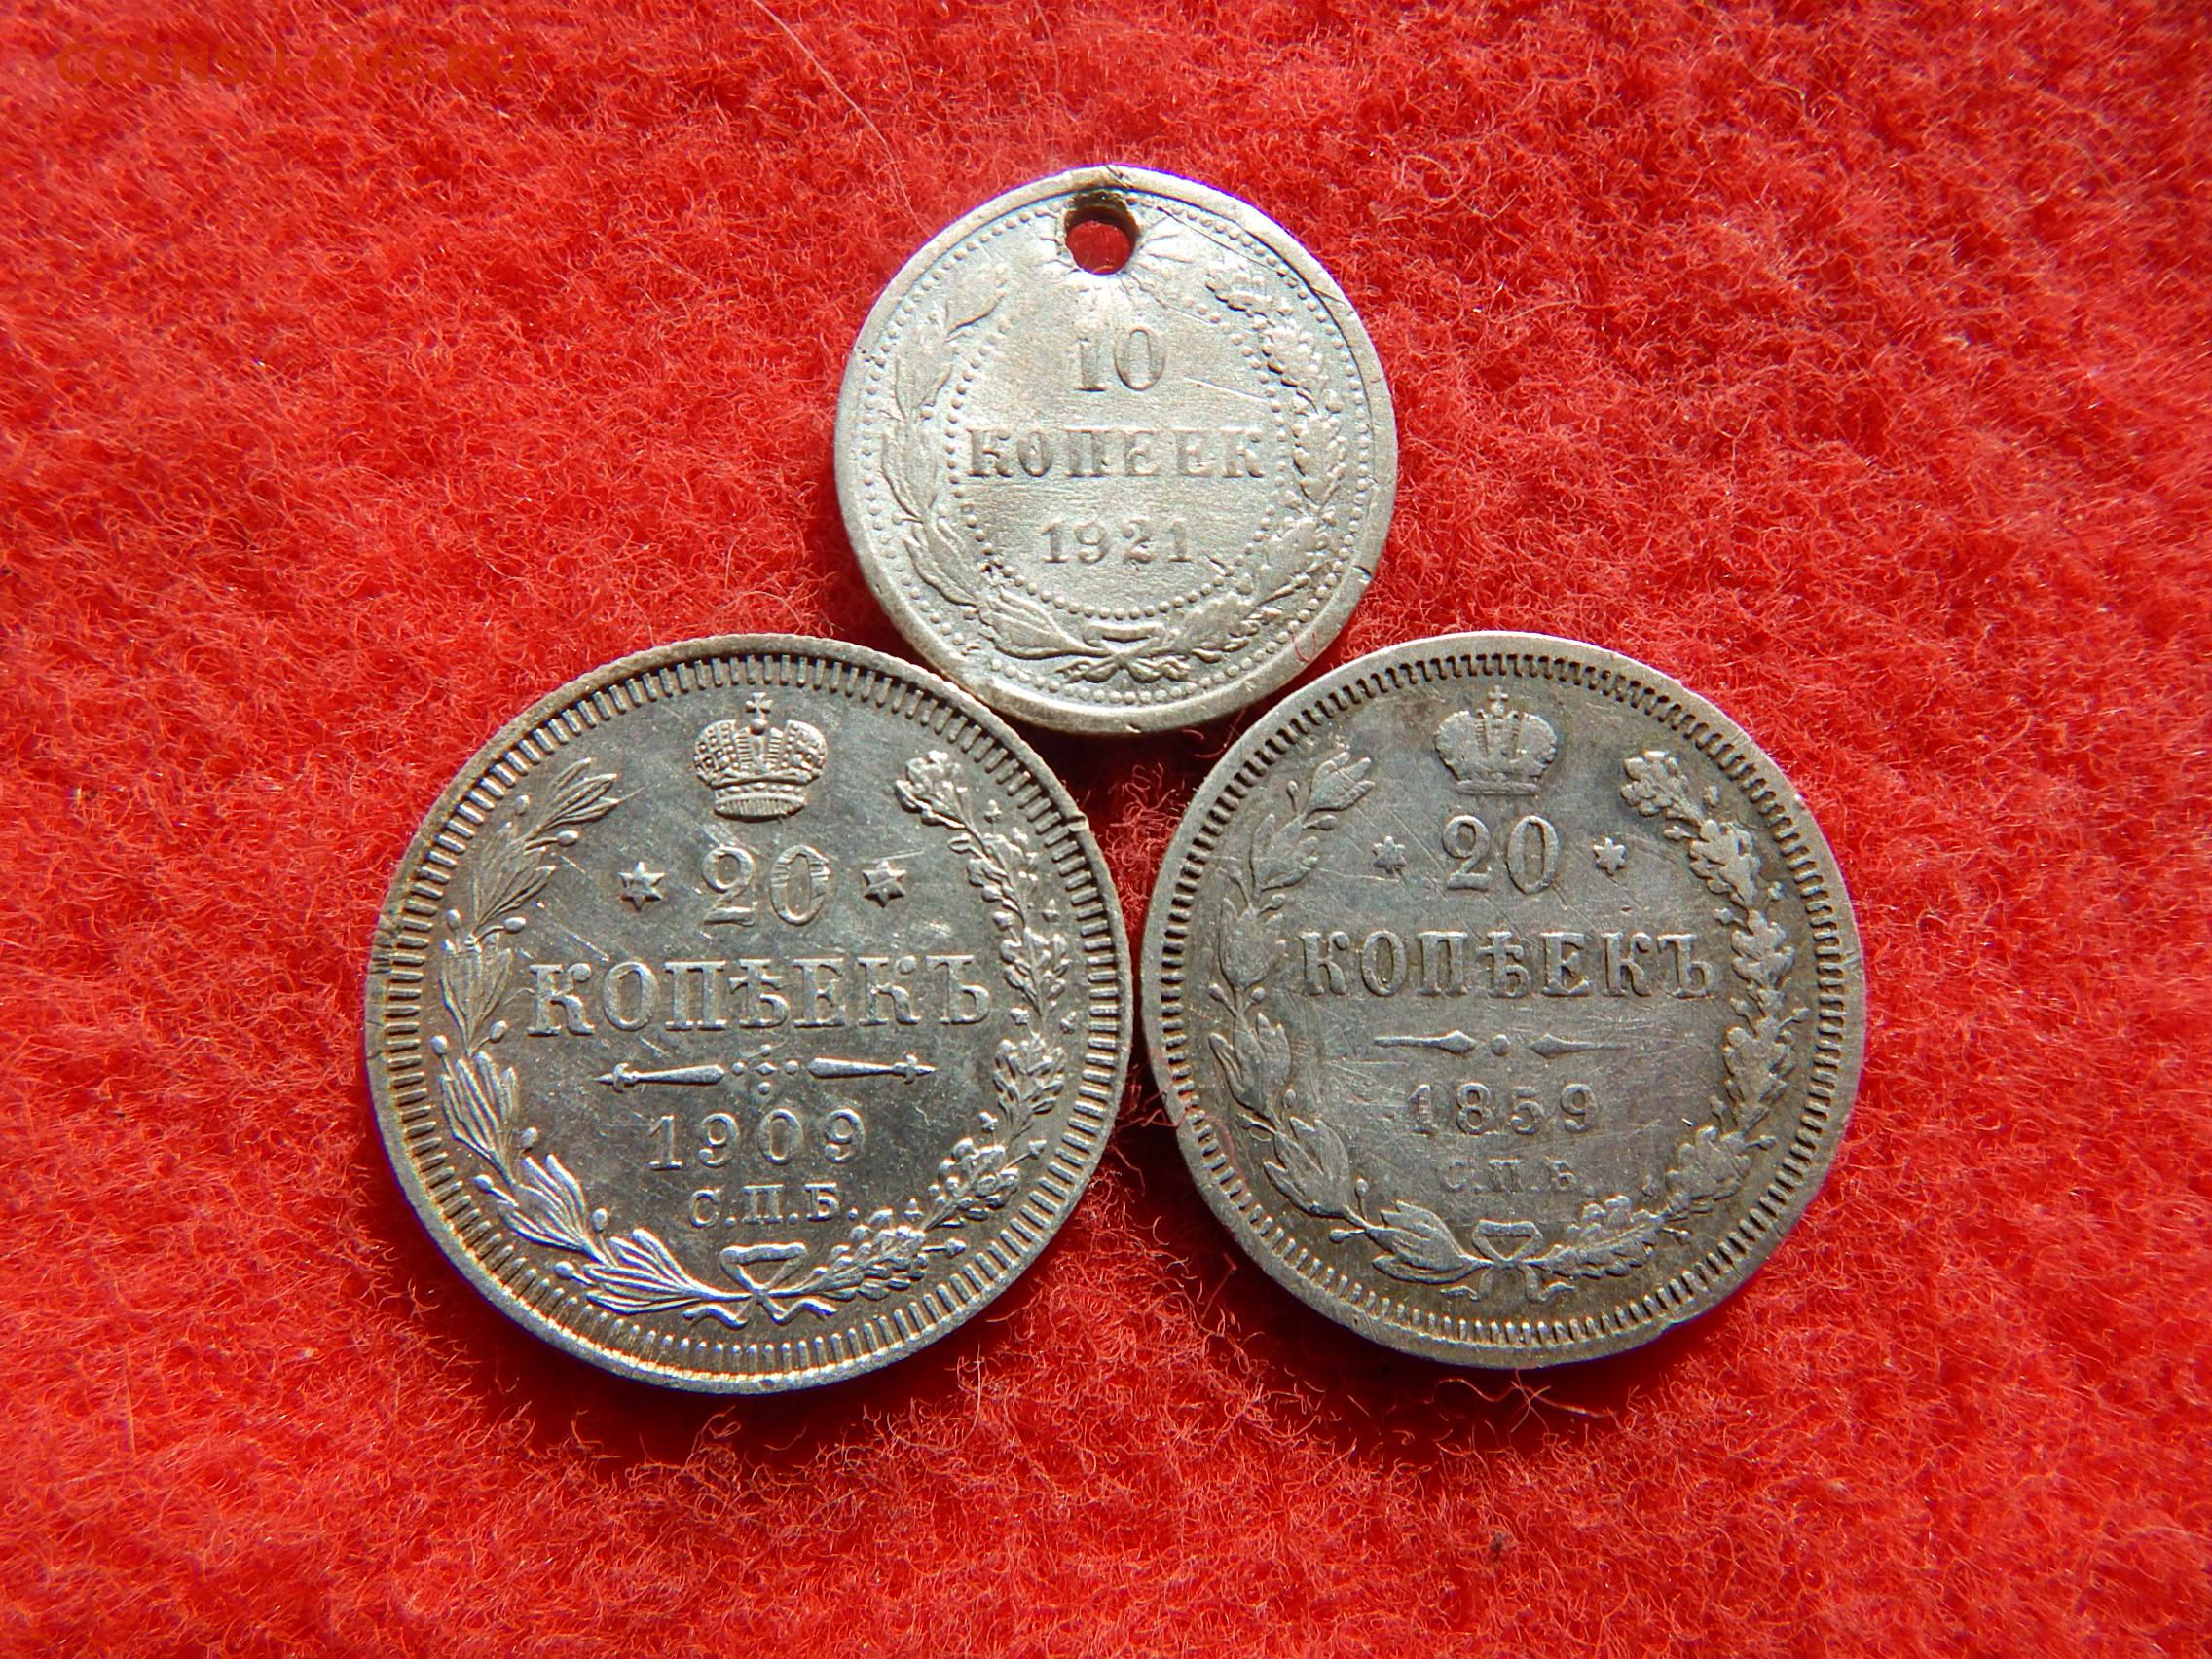 COINS.LAVE.RU
10
КОПЕЕК
1921
20
КОПѢЕКЪ
1909
С.П.Б.
20
КОПѢЕКЪ
1859
С.П.Б.